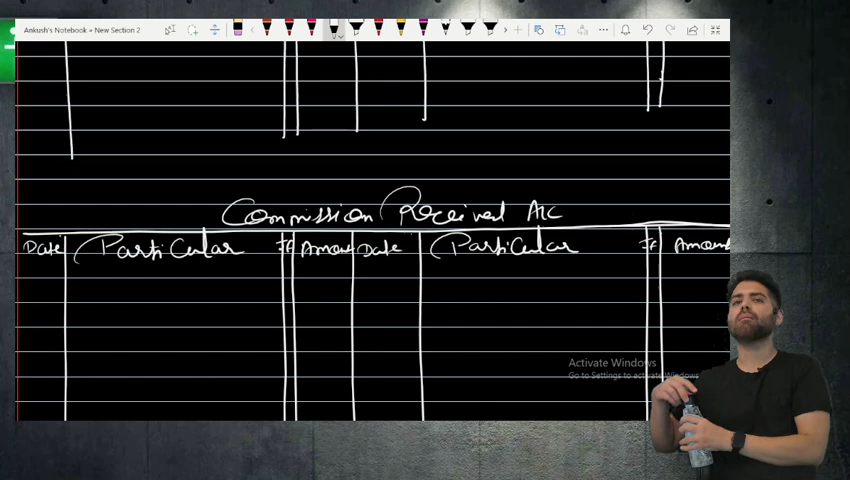 Ankush's Notebook » New Section 2
Commission Received A/c
Date Particular JF Amount Date Particular JF Amount
Activate Windows
Go to Settings to activate Windows.